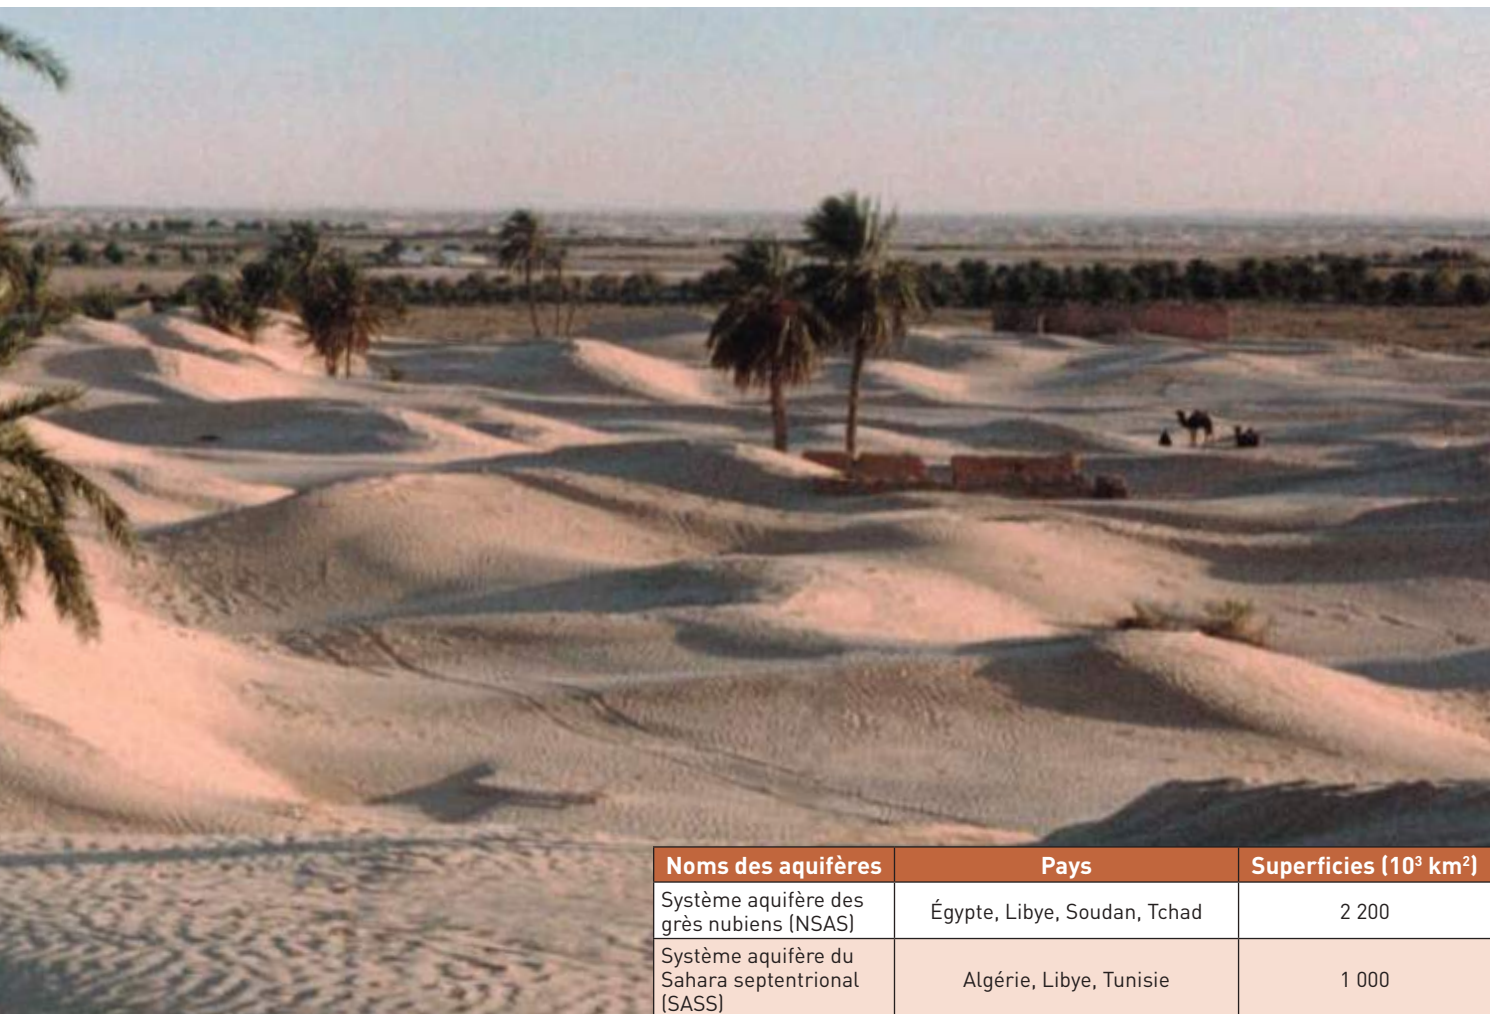 Noms des aquifères Pays Superficies (10³ km²)
Système aquifère des
grès nubiens (NSAS) Égypte, Libye, Soudan, Tchad 2 200
Système aquifère du
Sahara septentrional
(SASS) Algérie, Libye, Tunisie 1 000